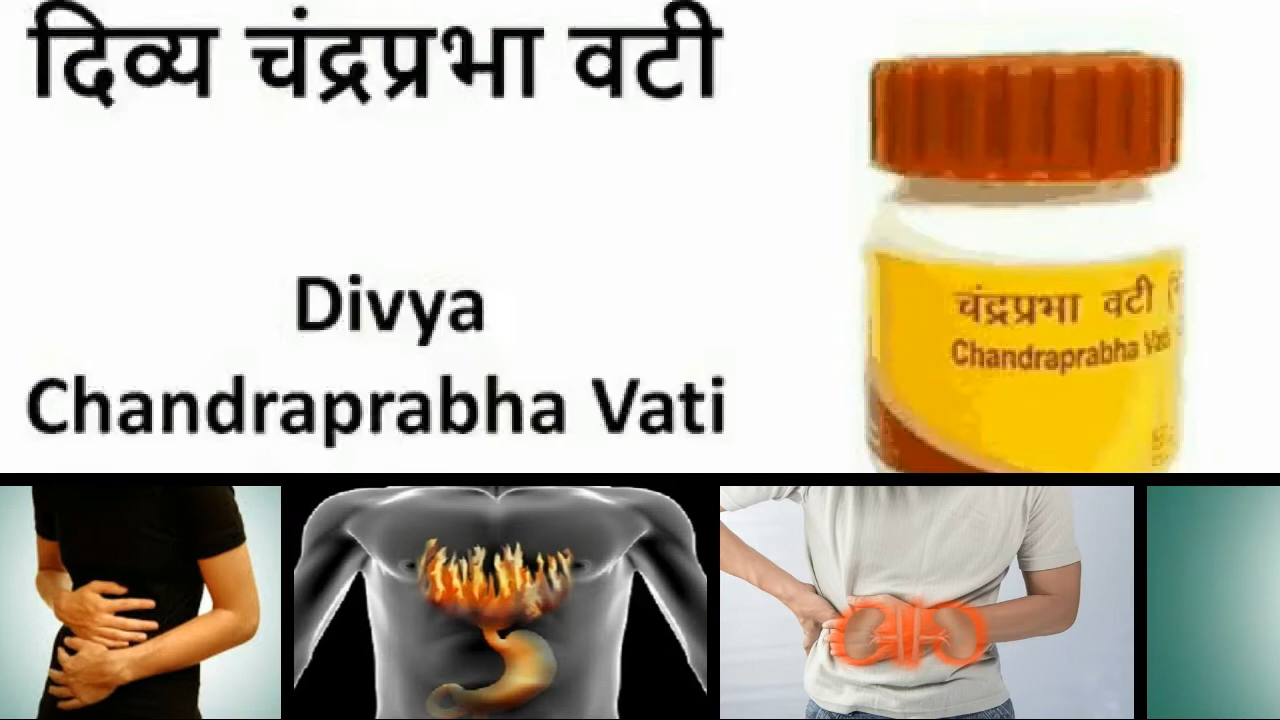 दिव्य चंद्रप्रभा वटी
Divya
Chandraprabha Vati
चंद्रप्रभा वटी
Chandraprabha Vati